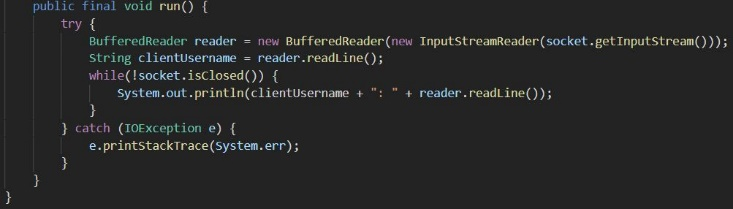 public final void run() {
try {
BufferedReader reader = new BufferedReader(new InputStreamReader(socket.getInputStream()));
String clientUsername = reader.readLine();
while(!socket.isClosed()) {
System.out.println(clientUsername + ": " + reader.readLine());
}
} catch (IOException e) {
e.printStackTrace(System.err);
}
}
}